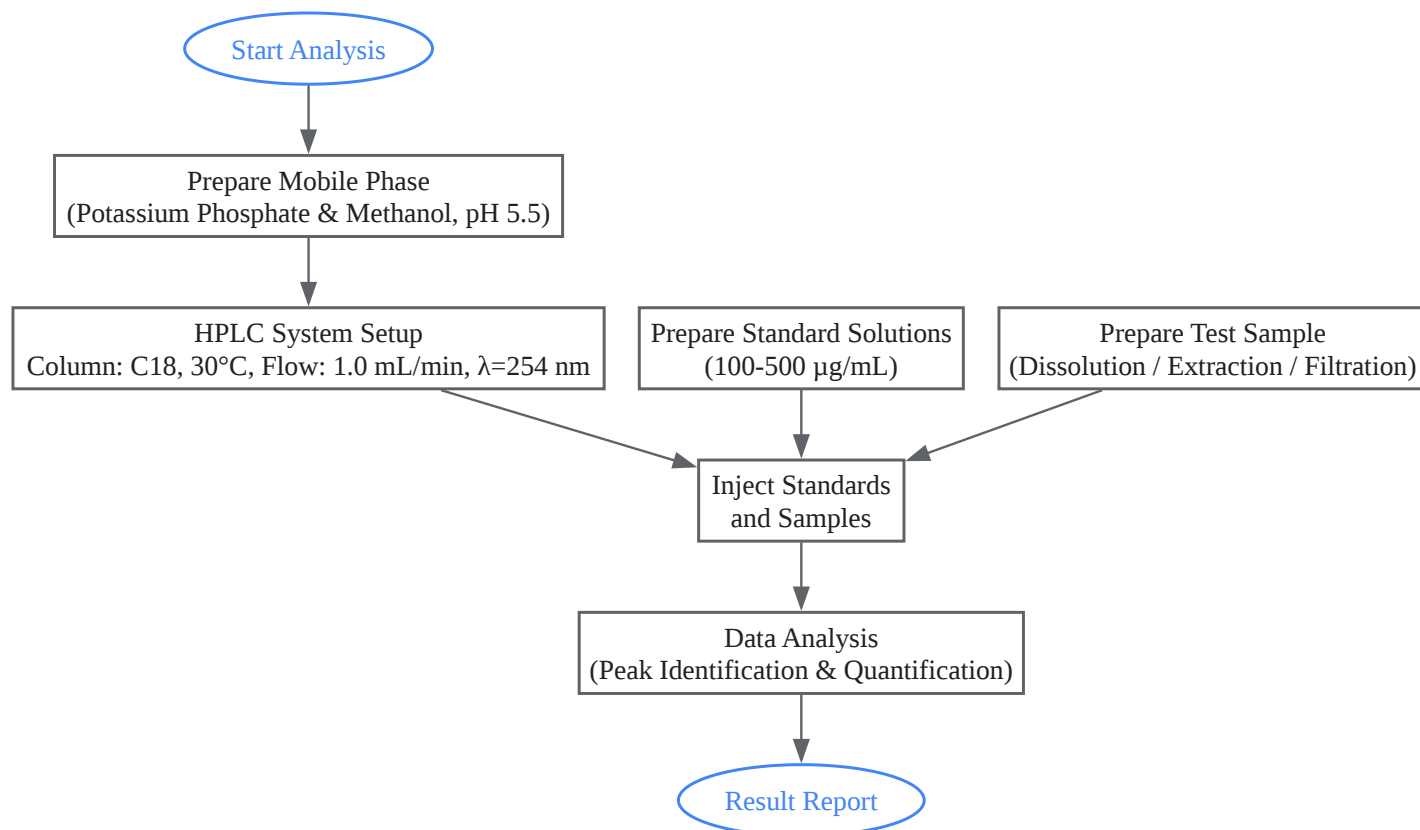 Start Analysis
Prepare Mobile Phase
(Potassium Phosphate & Methanol, pH 5.5)
HPLC System Setup
Column: C18, 30°C, Flow: 1.0 mL/min, λ=254 nm
Prepare Standard Solutions
(100-500 µg/mL)
Prepare Test Sample
(Dissolution / Extraction / Filtration)
Inject Standards
and Samples
Data Analysis
(Peak Identification & Quantification)
Result Report